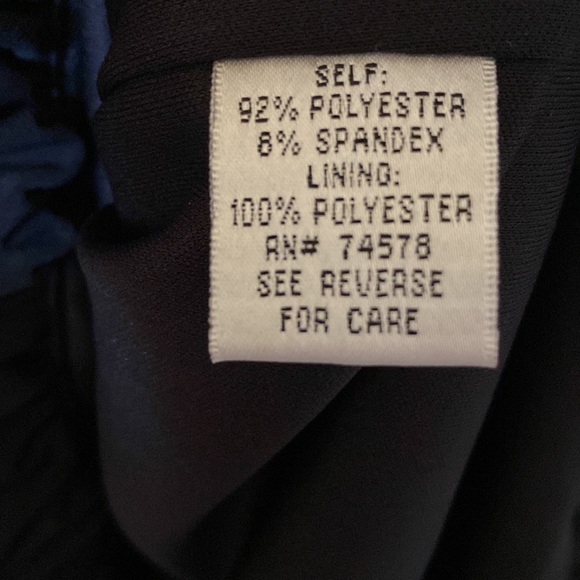 SELF:
92% POLYESTER
8% SPANDEX
LINING:
100% POLYESTER
RN# 74578
SEE REVERSE
FOR CARE